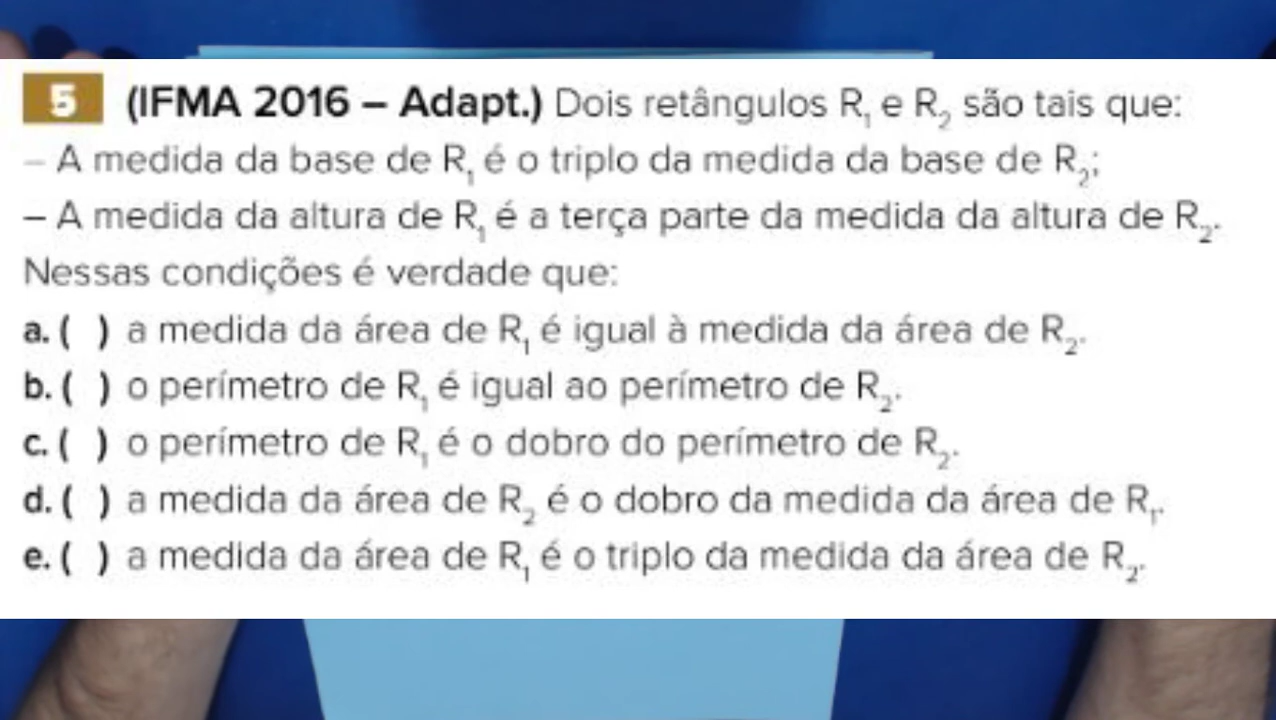 5 (IFMA 2016 – Adapt.) Dois retângulos R₁ e R₂ são tais que:
– A medida da base de R₁ é o triplo da medida da base de R₂;
– A medida da altura de R₁ é a terça parte da medida da altura de R₂.
Nessas condições é verdade que:
a. ( ) a medida da área de R₁ é igual à medida da área de R₂.
b. ( ) o perímetro de R₁ é igual ao perímetro de R₂.
c. ( ) o perímetro de R₁ é o dobro do perímetro de R₂.
d. ( ) a medida da área de R₂ é o dobro da medida da área de R₁.
e. ( ) a medida da área de R₁ é o triplo da medida da área de R₂.